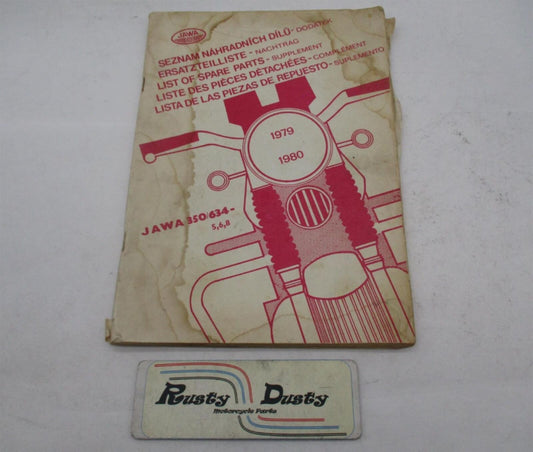 JAWA
SEZNAM NÁHRADNÍCH DÍLŮ - DODATEK
ERSATZTEILLISTE - NACHTRAG
LIST OF SPARE PARTS - SUPPLEMENT
LISTE DES PIÈCES DÉTACHÉES - COMPLEMENT
LISTA DE LAS PIEZAS DE REPUESTO - SUPLEMENTO
1979
1980
JAWA 350/634-
5,6,8
Rusty Dusty
Motorcycle Parts